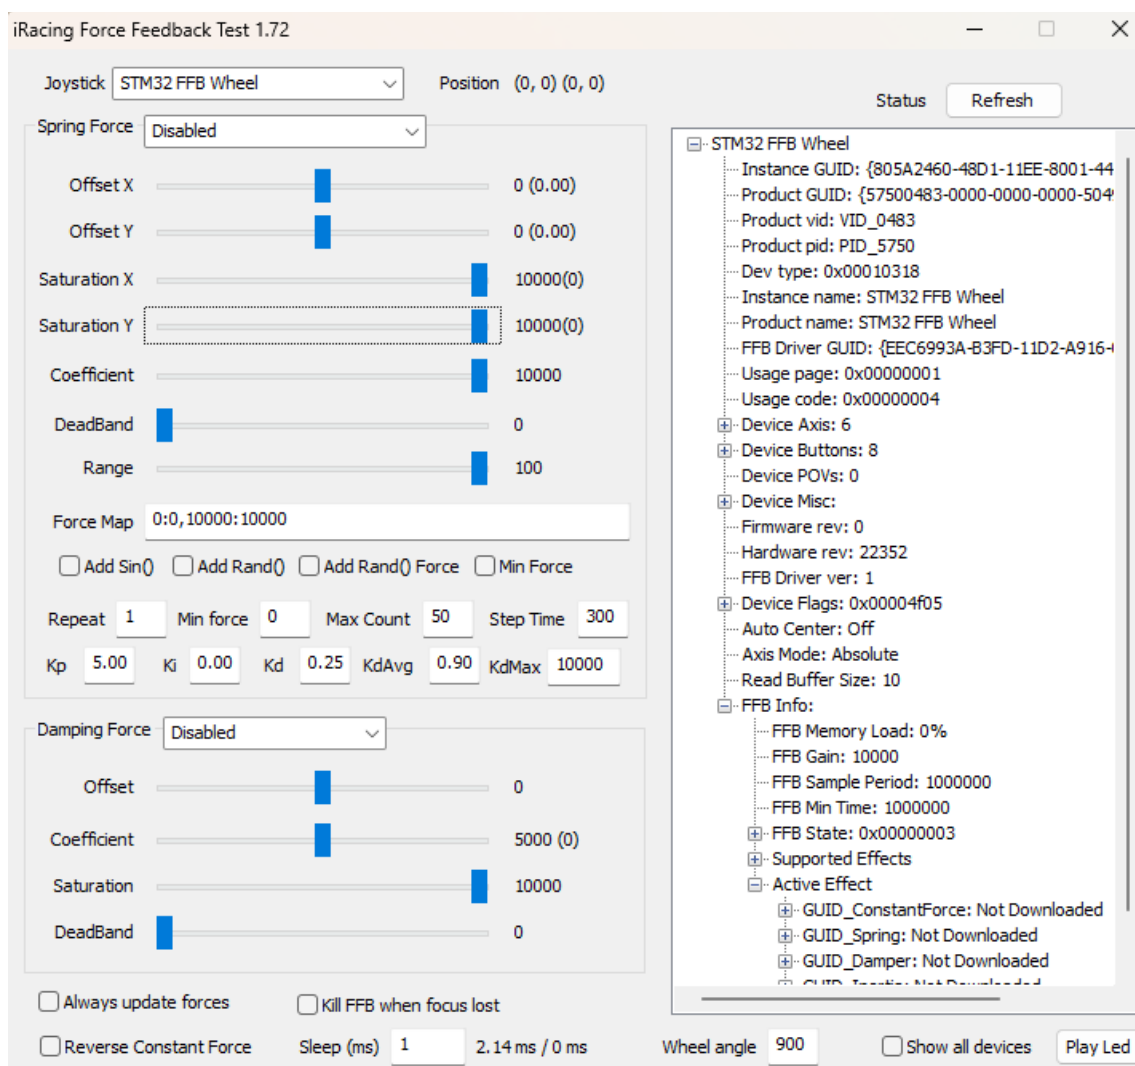 iRacing Force Feedback Test 1.72
Joystick STM32 FFB Wheel Position (0, 0) (0, 0)
Spring Force Disabled
Offset X 0 (0.00)
Offset Y 0 (0.00)
Saturation X 10000(0)
Saturation Y 10000(0)
Coefficient 10000
DeadBand 0
Range 100
Force Map 0:0,10000:10000
Add Sin() Add Rand() Add Rand() Force Min Force
Repeat 1 Min force 0 Max Count 50 Step Time 300
Kp 5.00 Ki 0.00 Kd 0.25 KdAvg 0.90 KdMax 10000
Damping Force Disabled
Offset 0
Coefficient 5000 (0)
Saturation 10000
DeadBand 0
Always update forces Kill FFB when focus lost
Reverse Constant Force Sleep (ms) 1 2.14 ms / 0 ms
Status Refresh
STM32 FFB Wheel
Instance GUID: {805A2460-48D1-11EE-8001-44
Product GUID: {57500483-0000-0000-0000-504
Product vid: VID_0483
Product pid: PID_5750
Dev type: 0x00010318
Instance name: STM32 FFB Wheel
Product name: STM32 FFB Wheel
FFB Driver GUID: {EEC6993A-B3FD-11D2-A916-
Usage page: 0x00000001
Usage code: 0x00000004
Device Axis: 6
Device Buttons: 8
Device POVs: 0
Device Misc:
Firmware rev: 0
Hardware rev: 22352
FFB Driver ver: 1
Device Flags: 0x00004f05
Auto Center: Off
Axis Mode: Absolute
Read Buffer Size: 10
FFB Info:
FFB Memory Load: 0%
FFB Gain: 10000
FFB Sample Period: 1000000
FFB Min Time: 1000000
FFB State: 0x00000003
Supported Effects
Active Effect
GUID_ConstantForce: Not Downloaded
GUID_Spring: Not Downloaded
GUID_Damper: Not Downloaded
Wheel angle 900 Show all devices Play Led